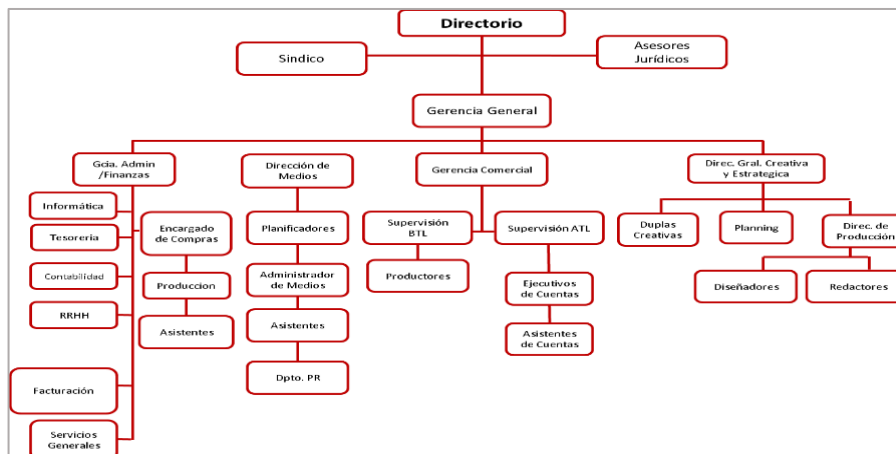 Directorio
Sindico
Asesores
Jurídicos
Gerencia General
Gcia. Admin
/Finanzas
Dirección de
Medios
Gerencia Comercial
Direc. Gral. Creativa
y Estrategica
Informática
Tesoreria
Contabilidad
RRHH
Facturación
Servicios
Generales
Encargado
de Compras
Produccion
Asistentes
Planificadores
Administrador
de Medios
Asistentes
Dpto. PR
Supervisión
BTL
Productores
Supervisión ATL
Ejecutivos
de Cuentas
Asistentes
de Cuentas
Duplas
Creativas
Planning
Direc. de
Producción
Diseñadores
Redactores